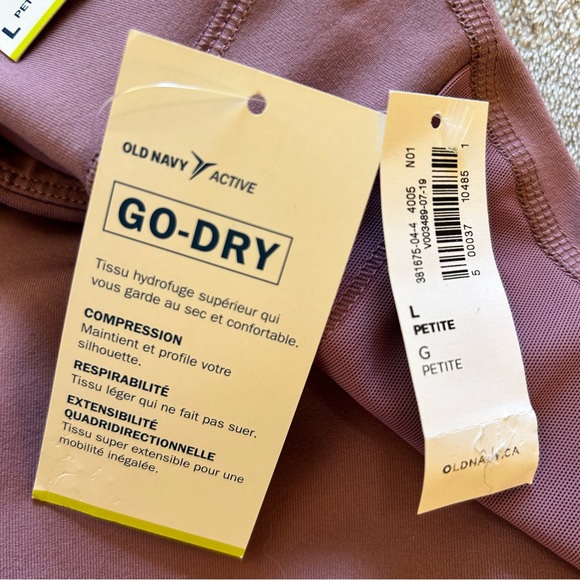 L PET
OLD NAVY ACTIVE
GO-DRY
Tissu hydrofuge supérieur qui
vous garde au sec et confortable.
COMPRESSION
Maintient et profile votre
silhouette.
RESPIRABILITÉ
Tissu léger qui ne fait pas suer.
EXTENSIBILITÉ
QUADRIDIRECTIONNELLE
Tissu super extensible pour une
mobilité inégalée.
381675-04-4 4005 N01
V003489-07-19
5 00037 10485 1
L
PETITE
G
PETITE
OLDNAVY.CA